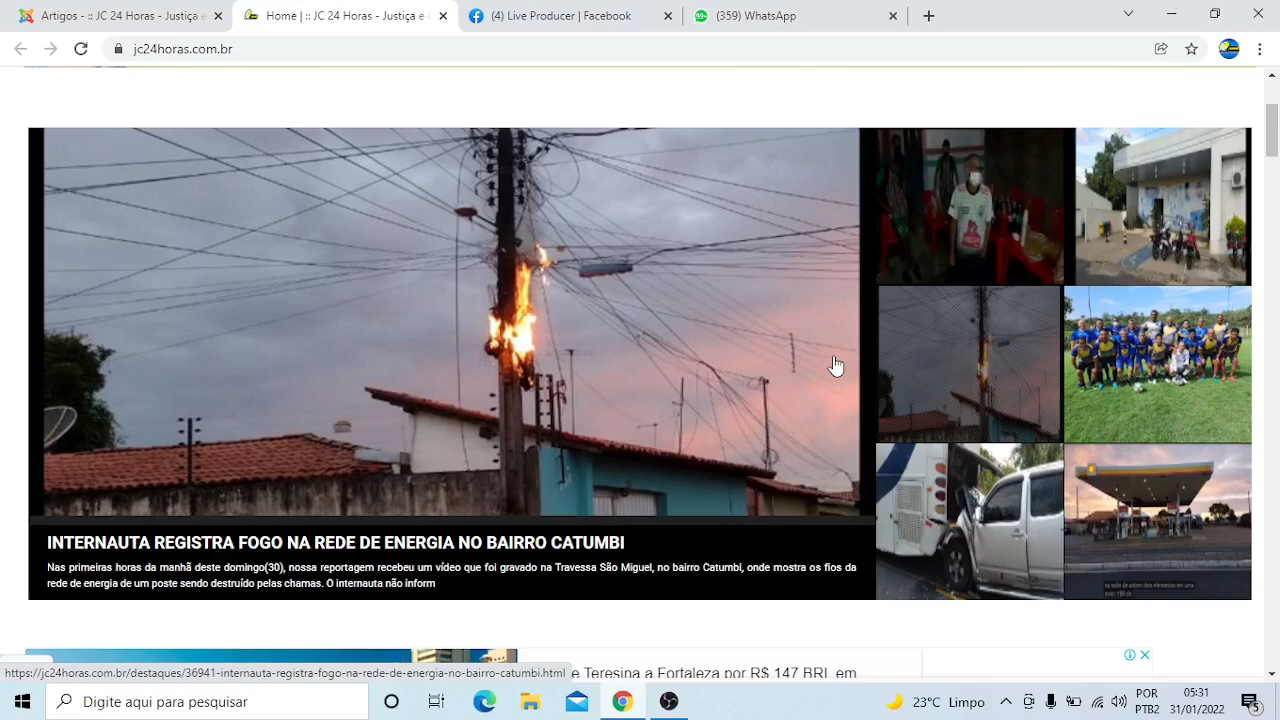 Artigos - :: JC 24 Horas - Justiça e
Home | :: JC 24 Horas - Justiça e C
(4) Live Producer | Facebook
99+
(359) WhatsApp
jc24horas.com.br
INTERNAUTA REGISTRA FOGO NA REDE DE ENERGIA NO BAIRRO CATUMBI
Nas primeiras horas da manhã deste domingo(30), nossa reportagem recebeu um vídeo que foi gravado na Travessa São Miguel, no bairro Catumbi, onde mostra os fios da
rede de energia de um poste sendo destruído pelas chamas. O internauta não inform
e Teresina a Fortaleza por R$ 147 BRL em
https://jc24horas.com.br/destaques/36941-internauta-registra-fogo-na-rede-de-energia-no-bairro-catumbi.html
Digite aqui para pesquisar
23°C Limpo
POR
PTB2
05:31
31/01/2022
5